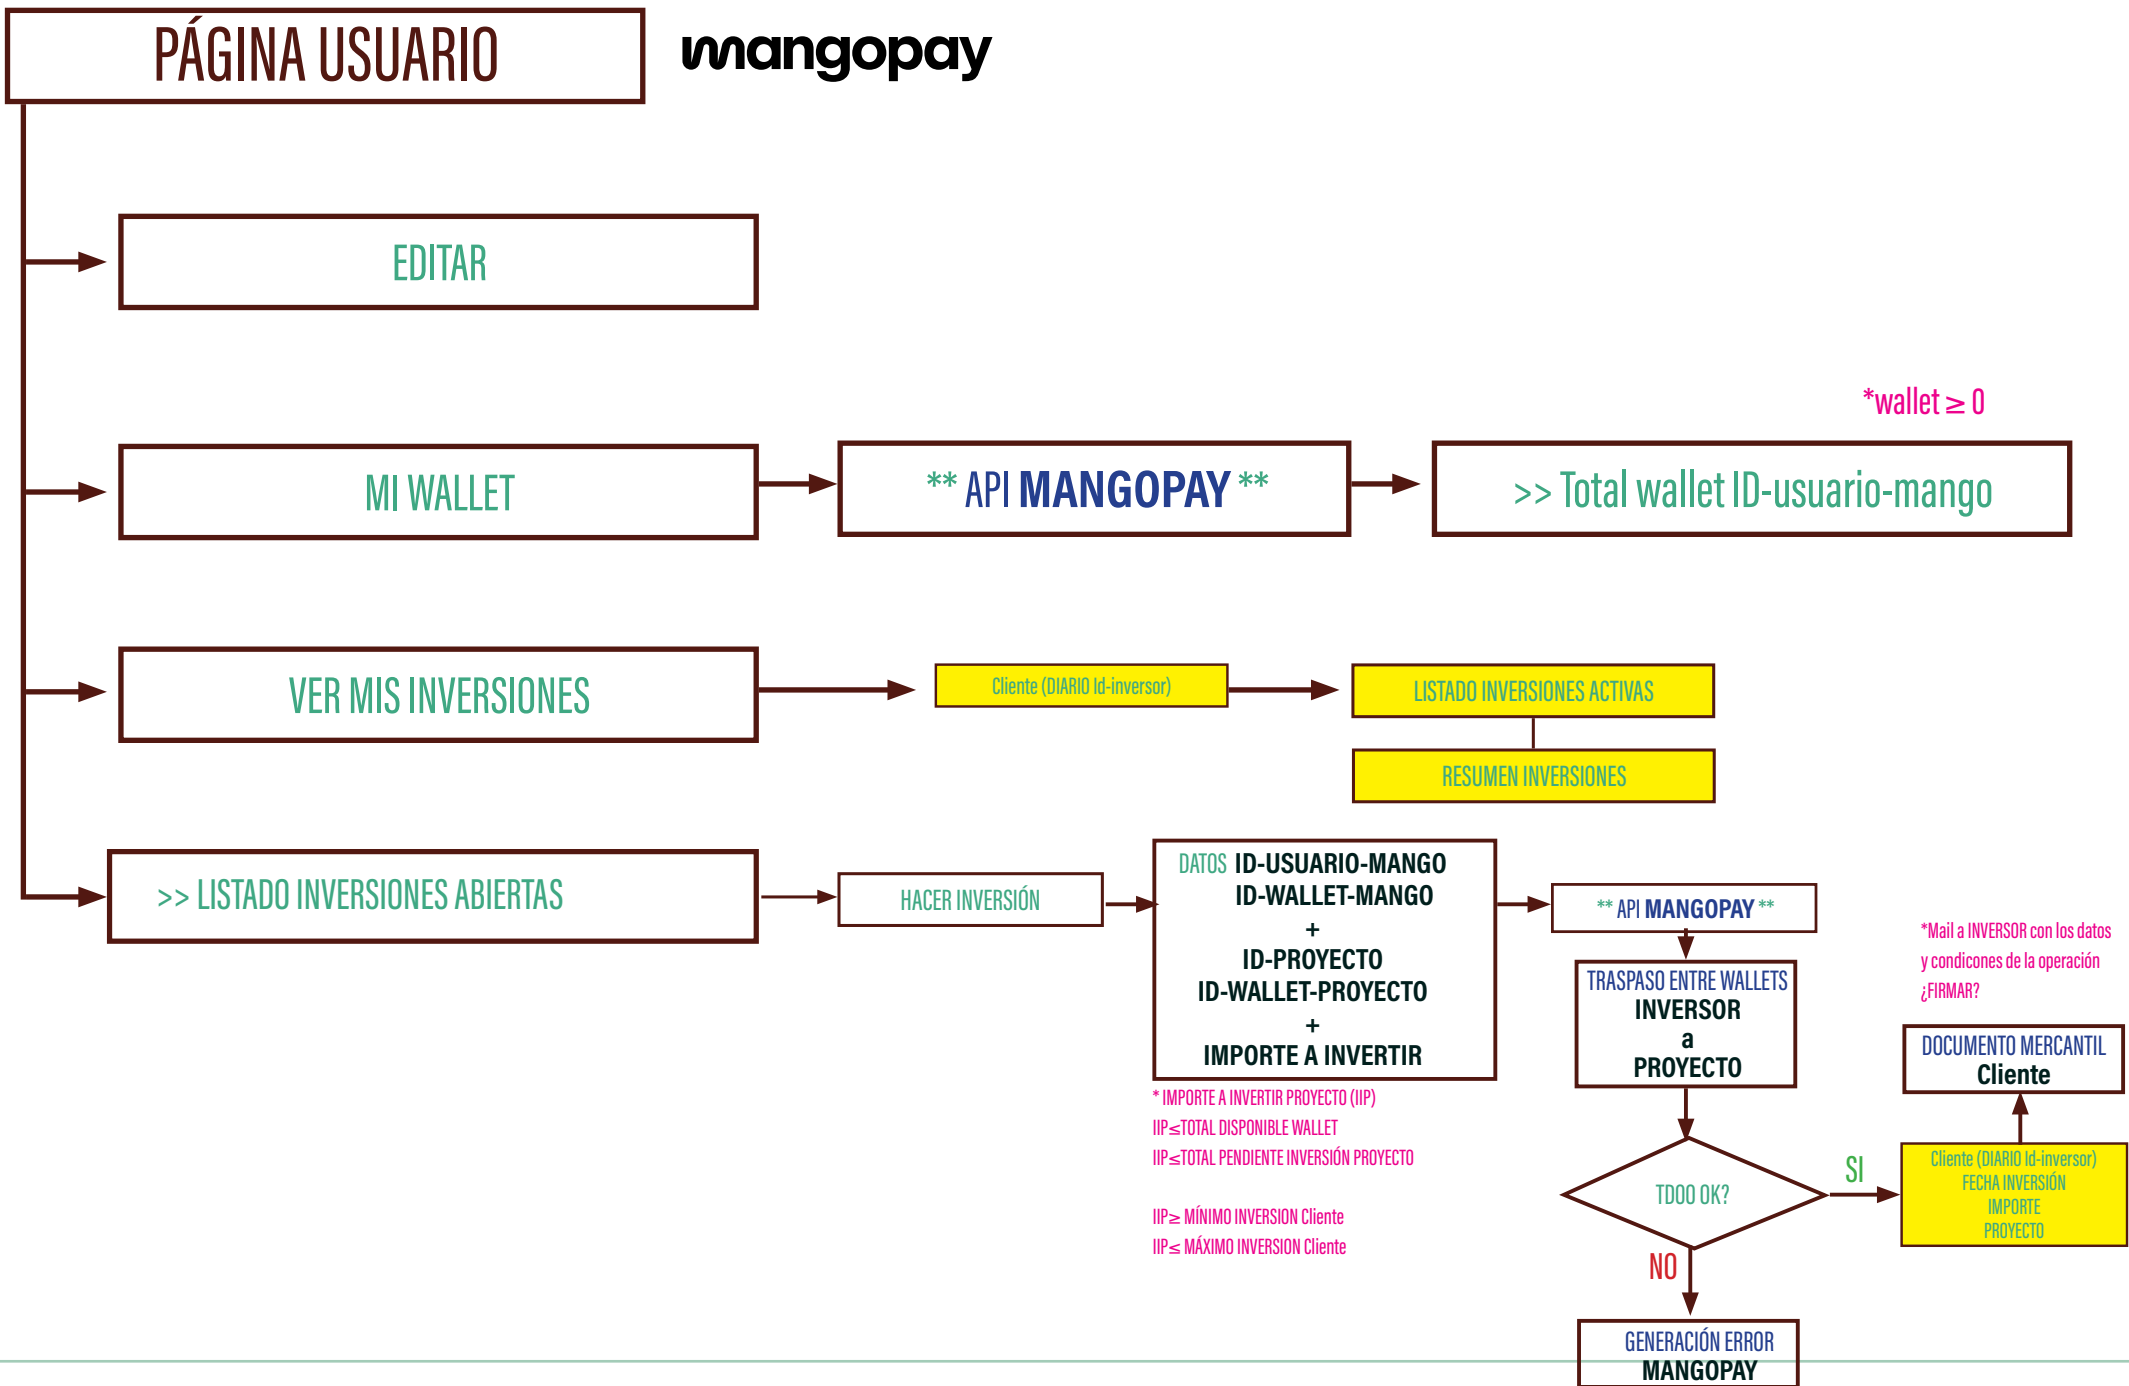 PÁGINA USUARIO
mangopay
EDITAR
*wallet ≥ 0
MI WALLET
** API MANGOPAY **
>> Total wallet ID-usuario-mango
VER MIS INVERSIONES
Cliente (DIARIO Id-inversor)
LISTADO INVERSIONES ACTIVAS
RESUMEN INVERSIONES
>> LISTADO INVERSIONES ABIERTAS
HACER INVERSIÓN
DATOS ID-USUARIO-MANGO
ID-WALLET-MANGO
+
ID-PROYECTO
ID-WALLET-PROYECTO
+
IMPORTE A INVERTIR
* IMPORTE A INVERTIR PROYECTO (IIP)
IIP≤TOTAL DISPONIBLE WALLET
IIP≤TOTAL PENDIENTE INVERSIÓN PROYECTO
IIP≥ MÍNIMO INVERSION Cliente
IIP≤ MÁXIMO INVERSION Cliente
** API MANGOPAY **
TRASPASO ENTRE WALLETS
INVERSOR
a
PROYECTO
TDOO OK?
SI
NO
GENERACIÓN ERROR
MANGOPAY
*Mail a INVERSOR con los datos
y condicones de la operación
¿FIRMAR?
DOCUMENTO MERCANTIL
Cliente
Cliente (DIARIO Id-inversor)
FECHA INVERSIÓN
IMPORTE
PROYECTO